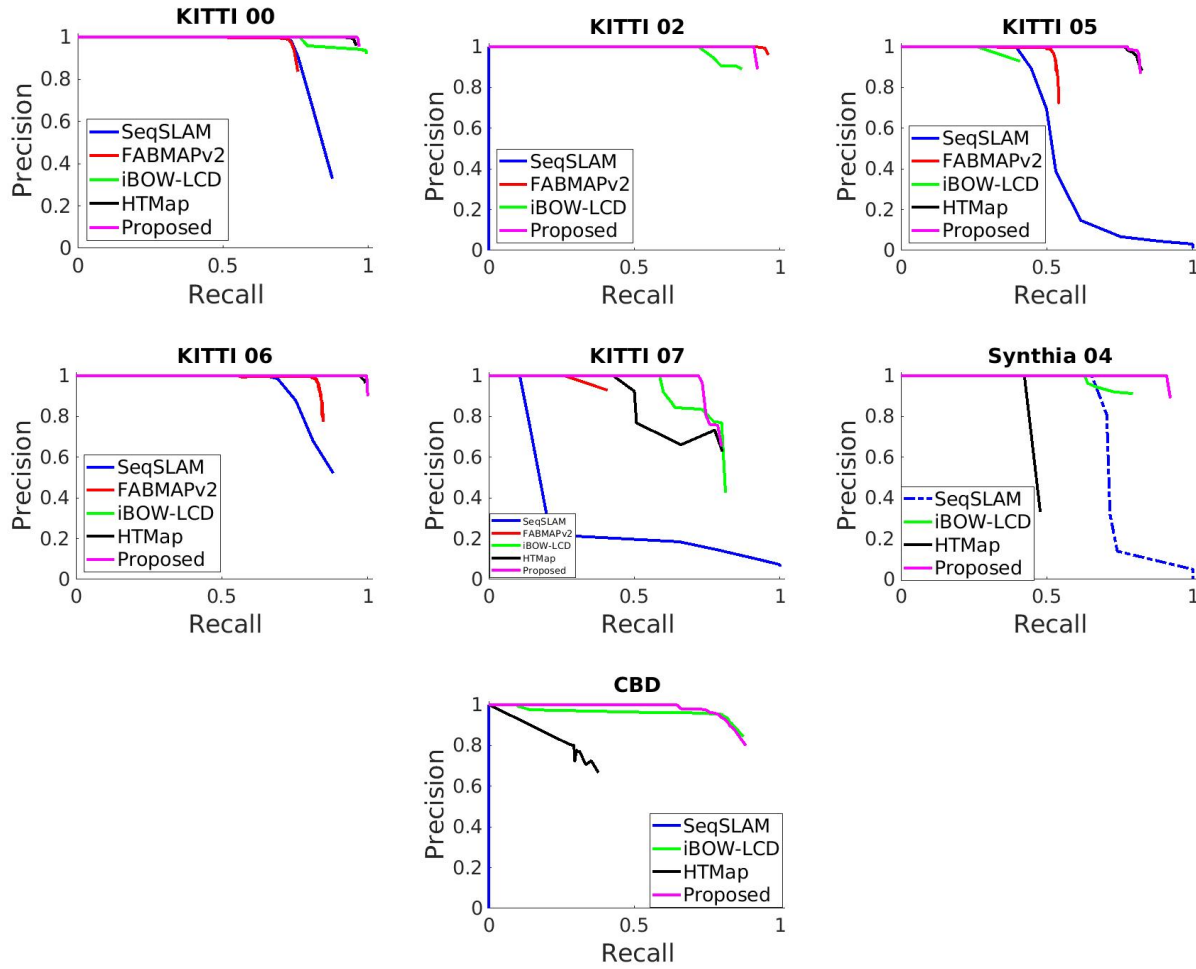 KITTI 00
1
0.8
0.6
0.4
0.2
0
Precision
SeqSLAM
FABMAPv2
iBOW-LCD
HTMap
Proposed
0 0.5 1
Recall
KITTI 02
1
0.8
0.6
0.4
0.2
0
Precision
SeqSLAM
FABMAPv2
iBOW-LCD
Proposed
0 0.5 1
Recall
KITTI 05
1
0.8
0.6
0.4
0.2
0
Precision
SeqSLAM
FABMAPv2
iBOW-LCD
HTMap
Proposed
0 0.5 1
Recall
KITTI 06
1
0.8
0.6
0.4
0.2
0
Precision
SeqSLAM
FABMAPv2
iBOW-LCD
HTMap
Proposed
0 0.5 1
Recall
KITTI 07
1
0.8
0.6
0.4
0.2
0
Precision
SeqSLAM
FABMAPv2
iBOW-LCD
HTMap
Proposed
0 0.5 1
Recall
Synthia 04
1
0.8
0.6
0.4
0.2
0
Precision
SeqSLAM
iBOW-LCD
HTMap
Proposed
0 0.5 1
Recall
CBD
1
0.8
0.6
0.4
0.2
0
Precision
SeqSLAM
iBOW-LCD
HTMap
Proposed
0 0.5 1
Recall